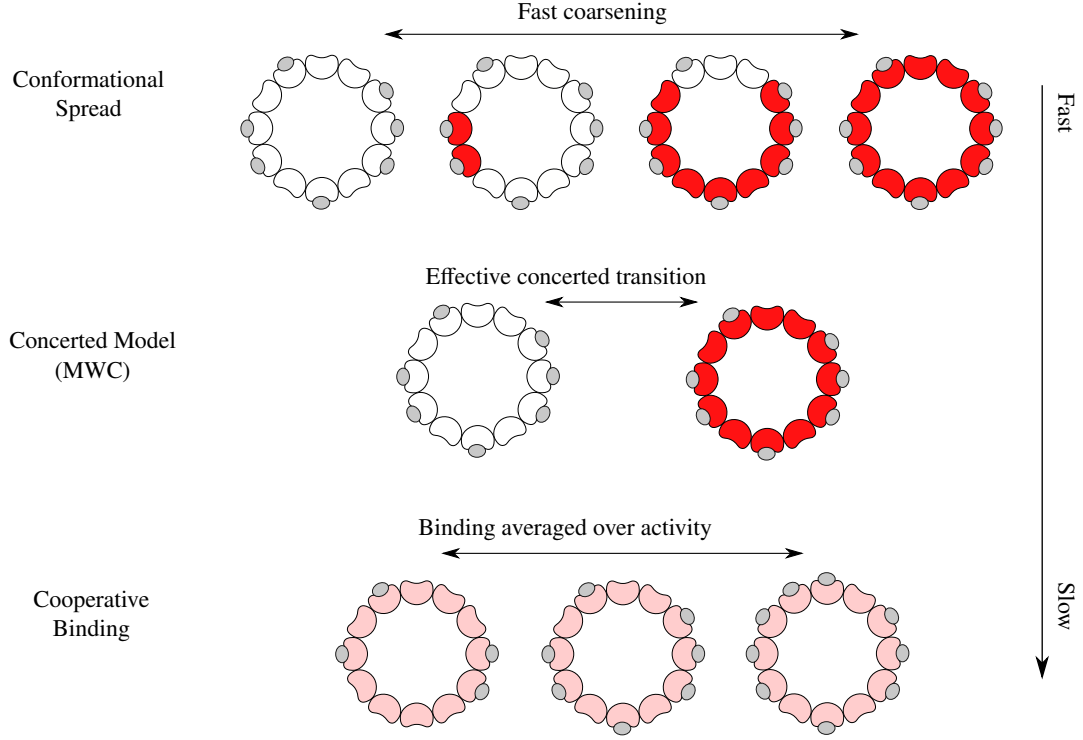 Fast coarsening
Conformational
Spread
Fast
Effective concerted transition
Concerted Model
(MWC)
Binding averaged over activity
Cooperative
Binding
Slow